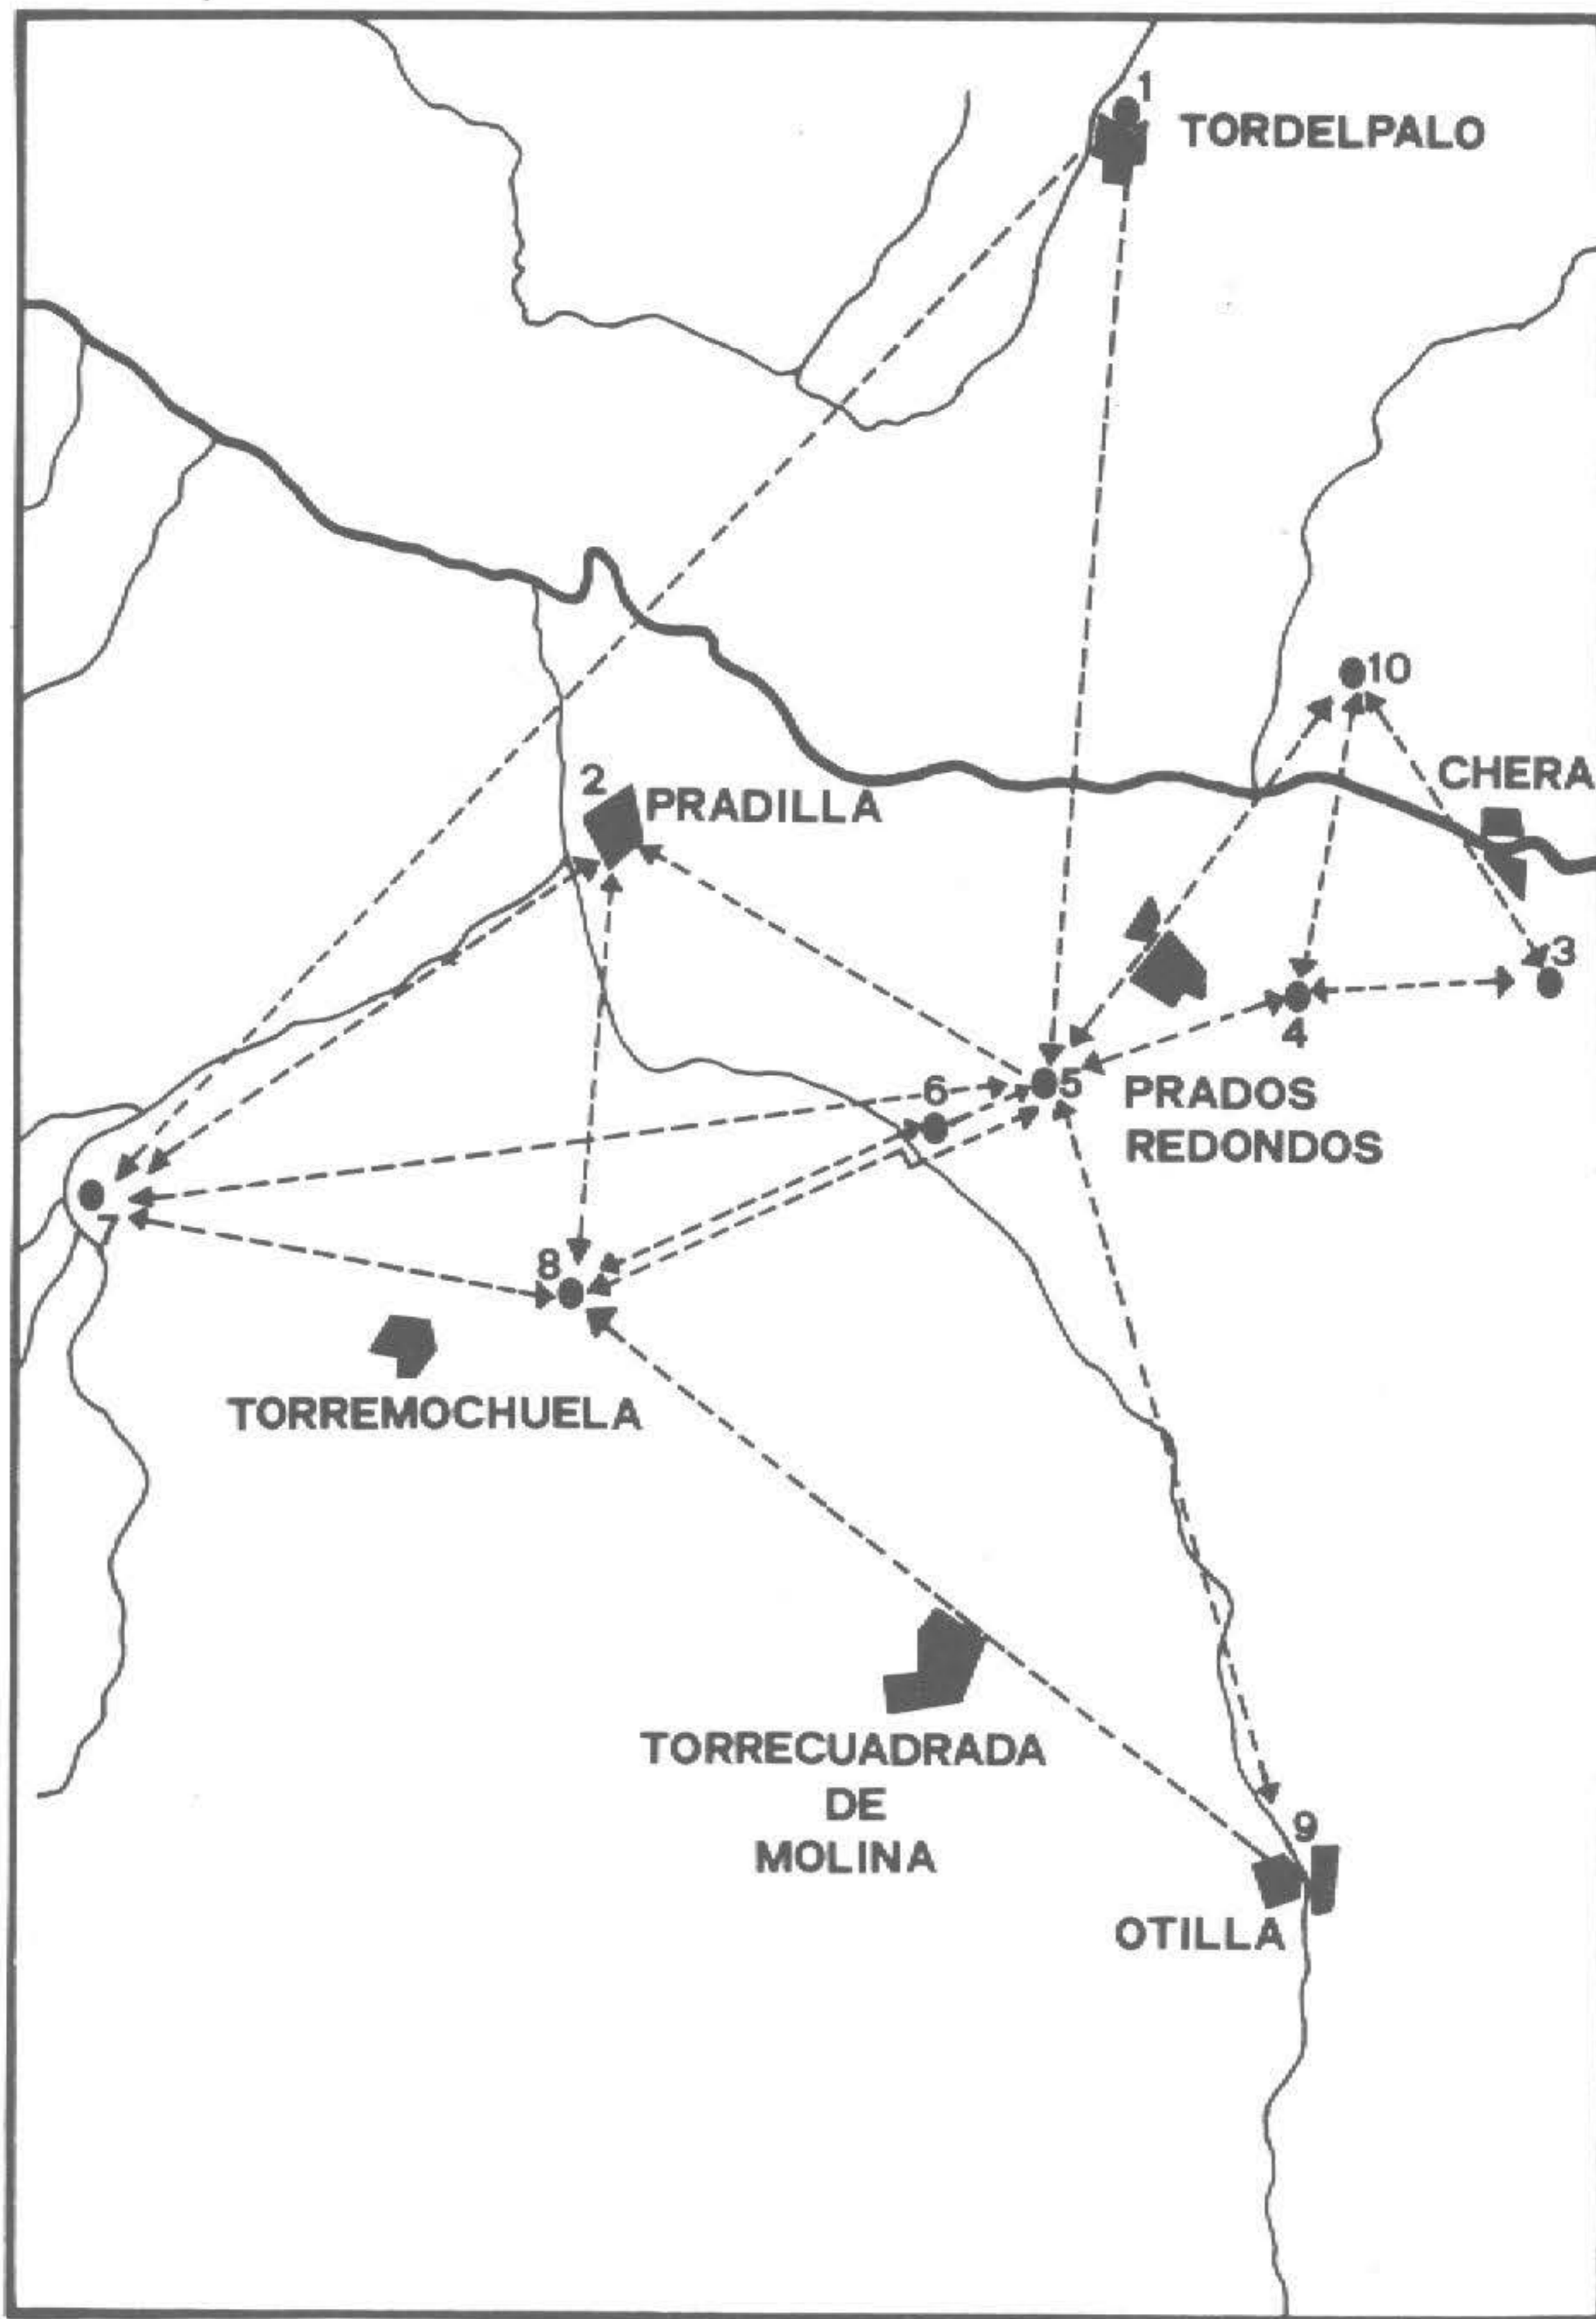 1
TORDELPALO
10
CHERA
2
PRADILLA
3
4
5
PRADOS
REDONDOS
6
7
8
TORREMOCHUELA
TORRECUADRADA
DE
MOLINA
9
OTILLA